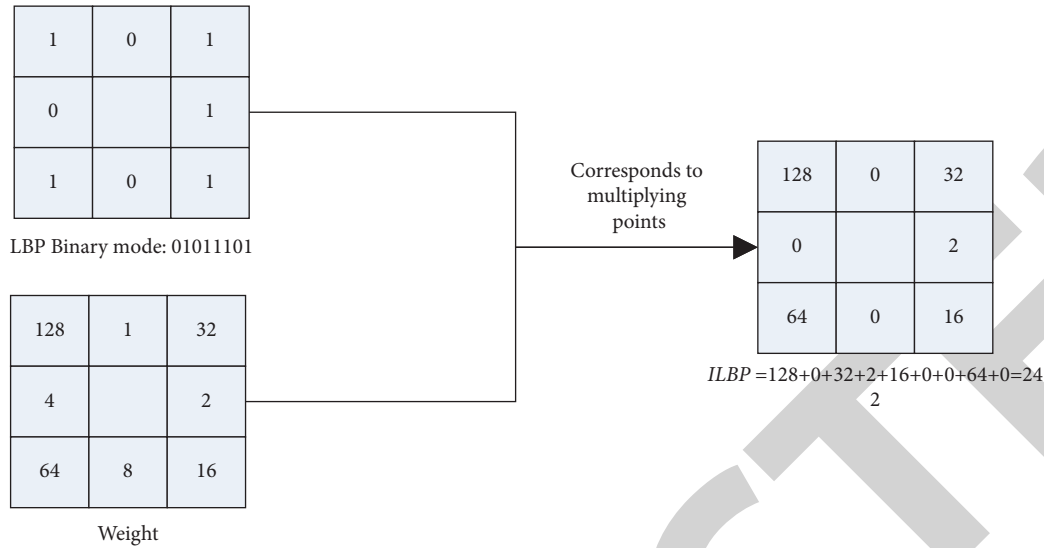 1 0 1
0 1
1 0 1
LBP Binary mode: 01011101
128 1 32
4 2
64 8 16
Weight
Corresponds to
multiplying
points
128 0 32
0 2
64 0 16
ILBP =128+0+32+2+16+0+0+64+0=24
2